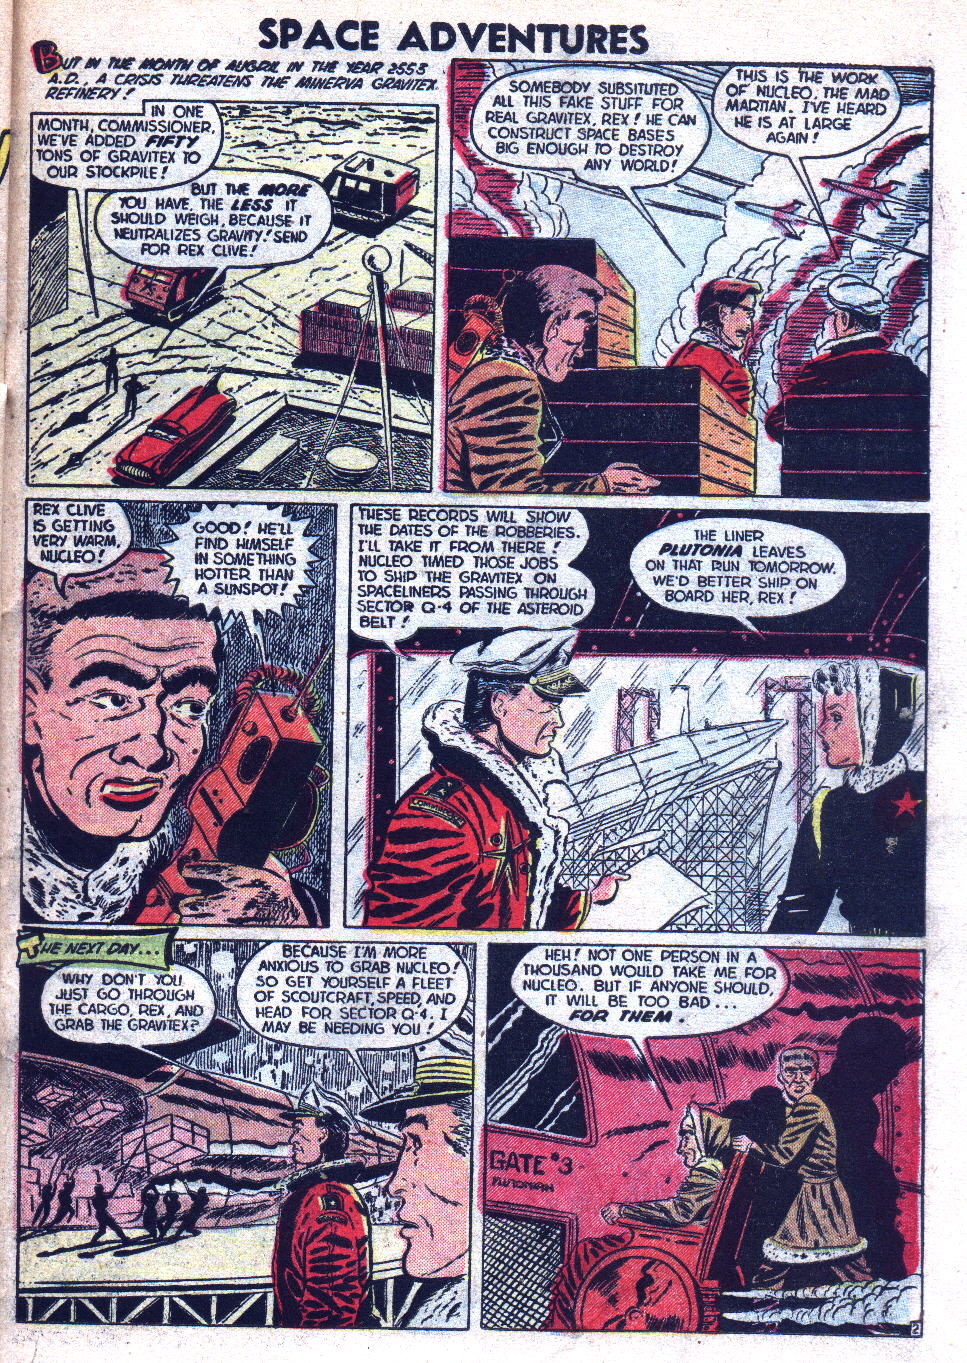 SPACE ADVENTURES
BUT IN THE MONTH OF AUGRIL IN THE YEAR 2553
A.D., A CRISIS THREATENS THE MINERVA GRAVITEX
REFINERY!
IN ONE
MONTH, COMMISSIONER,
WE'VE ADDED FIFTY
TONS OF GRAVITEX TO
OUR STOCKPILE!
BUT THE MORE
YOU HAVE, THE LESS IT
SHOULD WEIGH, BECAUSE IT
NEUTRALIZES GRAVITY! SEND
FOR REX CLIVE!
SOMEBODY SUBSITUTED
ALL THIS FAKE STUFF FOR
REAL GRAVITEX, REX! HE CAN
CONSTRUCT SPACE BASES
BIG ENOUGH TO DESTROY
ANY WORLD!
THIS IS THE WORK
OF NUCLEO, THE MAD
MARTIAN. I'VE HEARD
HE IS AT LARGE
AGAIN!
REX CLIVE
IS GETTING
VERY WARM,
NUCLEO!
GOOD! HE'LL
FIND HIMSELF
IN SOMETHING
HOTTER THAN
A SUNSPOT!
THESE RECORDS WILL SHOW
THE DATES OF THE ROBBERIES.
I'LL TAKE IT FROM THERE!
NUCLEO TIMED THOSE JOBS
TO SHIP THE GRAVITEX ON
SPACELINERS PASSING THROUGH
SECTOR Q-4 OF THE ASTEROID
BELT!
THE LINER
PLUTONIA LEAVES
ON THAT RUN TOMORROW.
WE'D BETTER SHIP ON
BOARD HER, REX!
THE NEXT DAY...
WHY DON'T YOU
JUST GO THROUGH
THE CARGO, REX, AND
GRAB THE GRAVITEX?
BECAUSE I'M MORE
ANXIOUS TO GRAB NUCLEO!
SO GET YOURSELF A FLEET
OF SCOUTCRAFT, SPEED, AND
HEAD FOR SECTOR Q-4. I
MAY BE NEEDING YOU!
HEH! NOT ONE PERSON IN A
THOUSAND WOULD TAKE ME FOR
NUCLEO. BUT IF ANYONE SHOULD,
IT WILL BE TOO BAD...
FOR THEM.
GATE #3
2